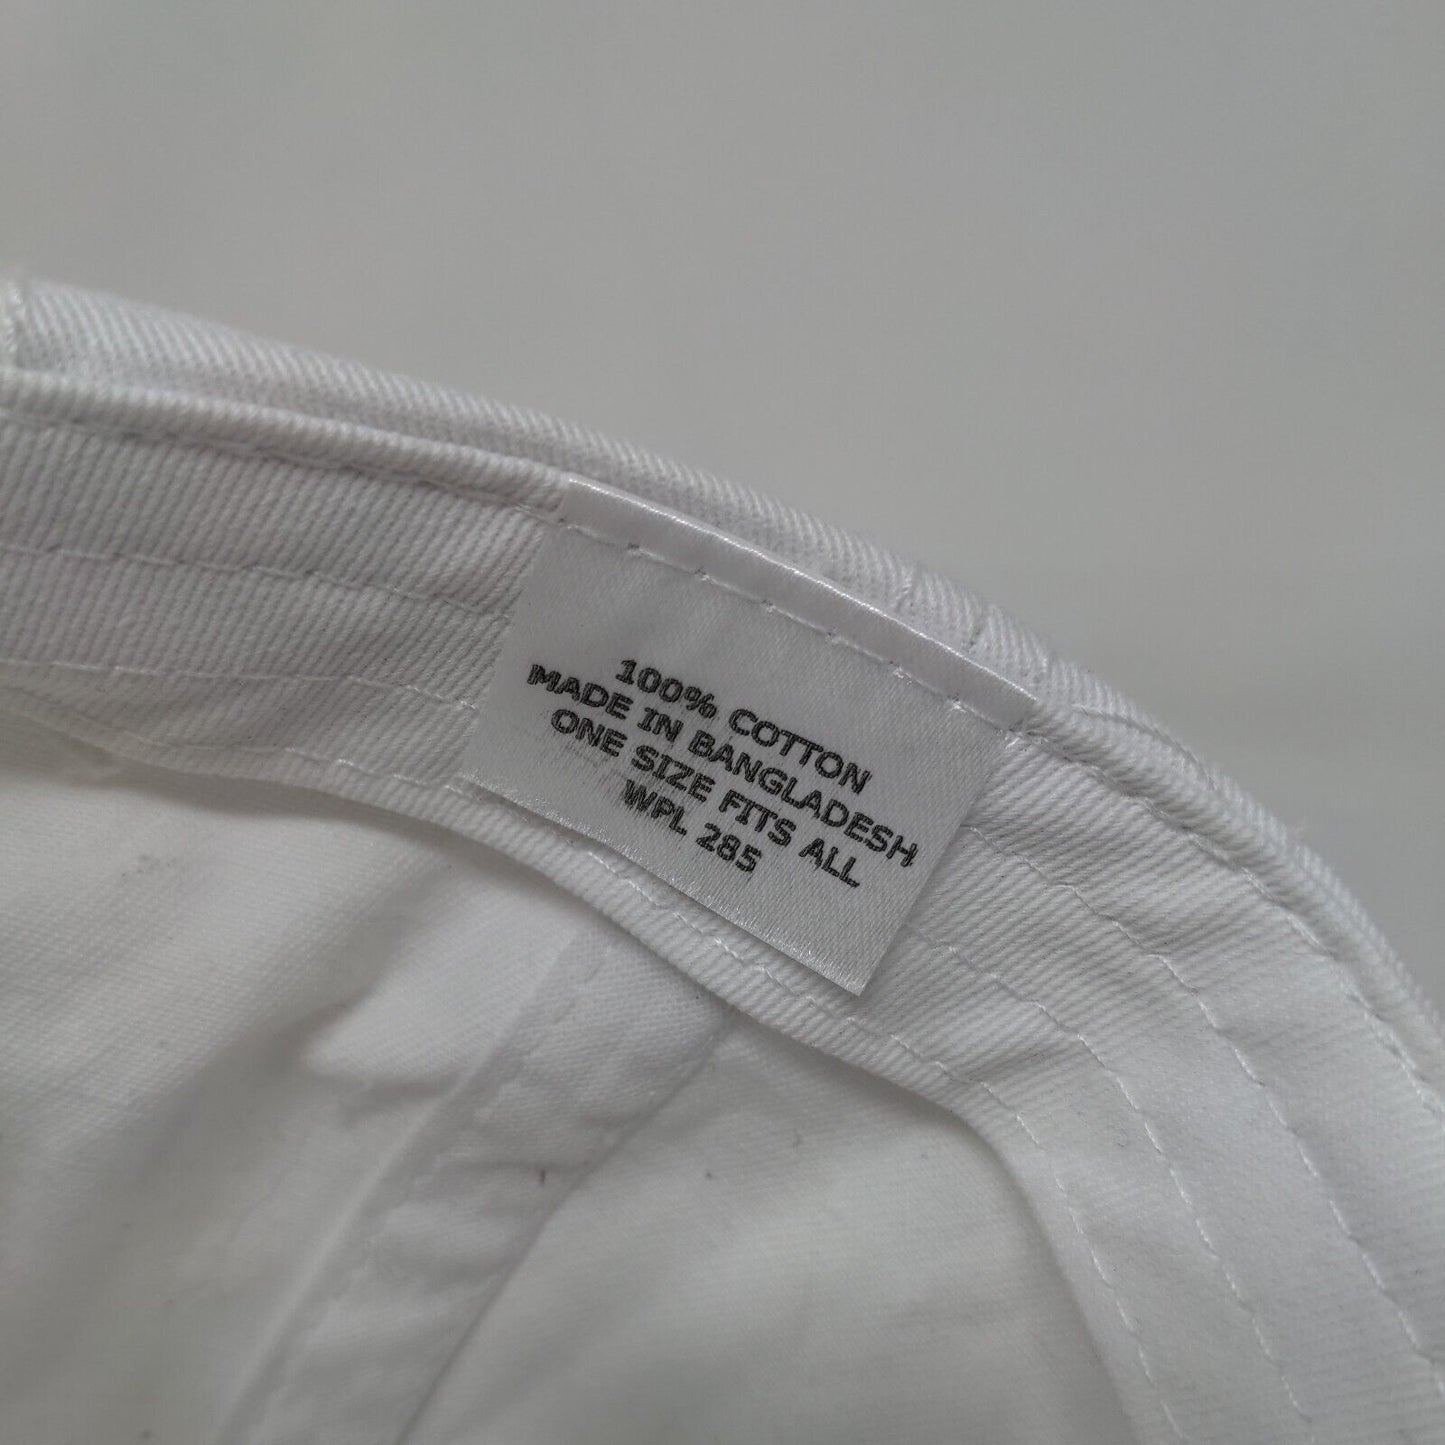 100% COTTON
MADE IN BANGLADESH
ONE SIZE FITS ALL
WPL 285